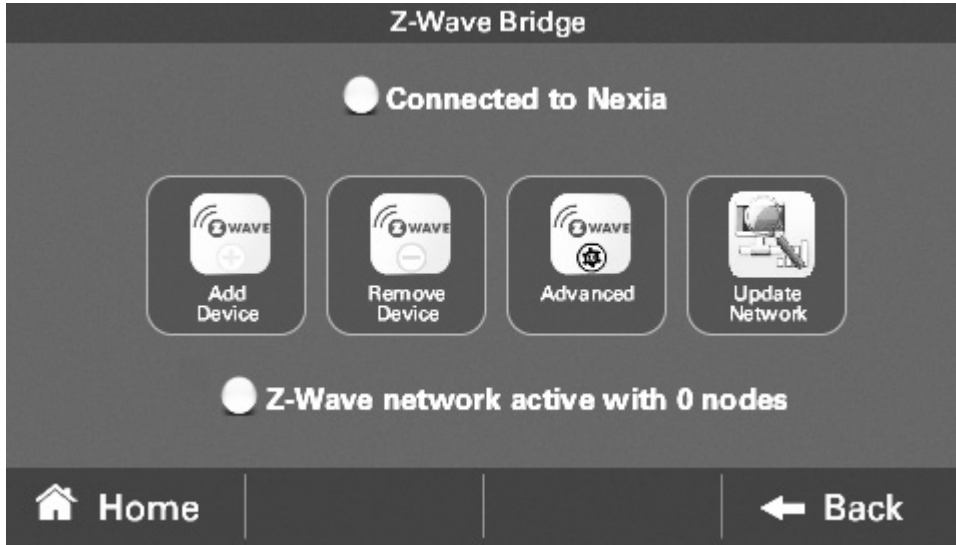 Z-Wave Bridge
Connected to Nexia
Z WAVE
Z WAVE
Z WAVE
Add
Device
Remove
Device
Advanced
Update
Network
Z-Wave network active with 0 nodes
Home
Back